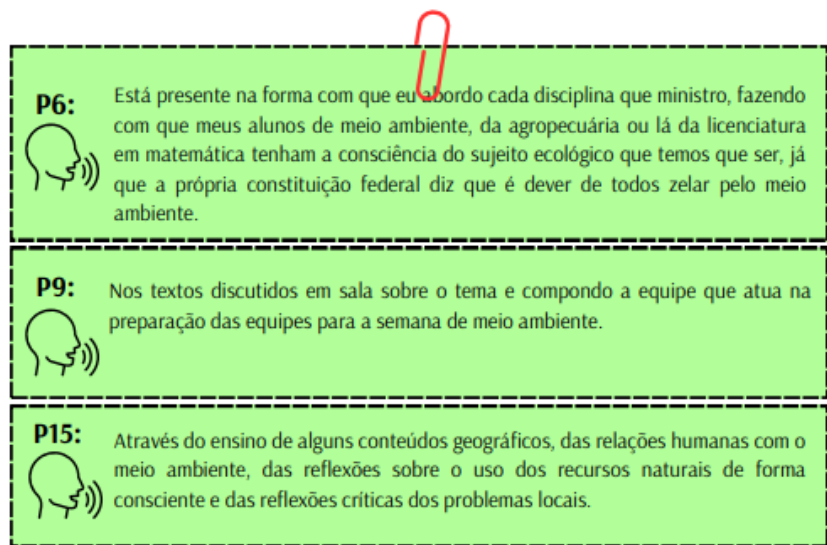 P6:
Está presente na forma com que eu abordo cada disciplina que ministro, fazendo
com que meus alunos de meio ambiente, da agropecuária ou lá da licenciatura
em matemática tenham a consciência do sujeito ecológico que temos que ser, já
que a própria constituição federal diz que é dever de todos zelar pelo meio
ambiente.
P9:
Nos textos discutidos em sala sobre o tema e compondo a equipe que atua na
preparação das equipes para a semana de meio ambiente.
P15:
Através do ensino de alguns conteúdos geográficos, das relações humanas com o
meio ambiente, das reflexões sobre o uso dos recursos naturais de forma
consciente e das reflexões críticas dos problemas locais.